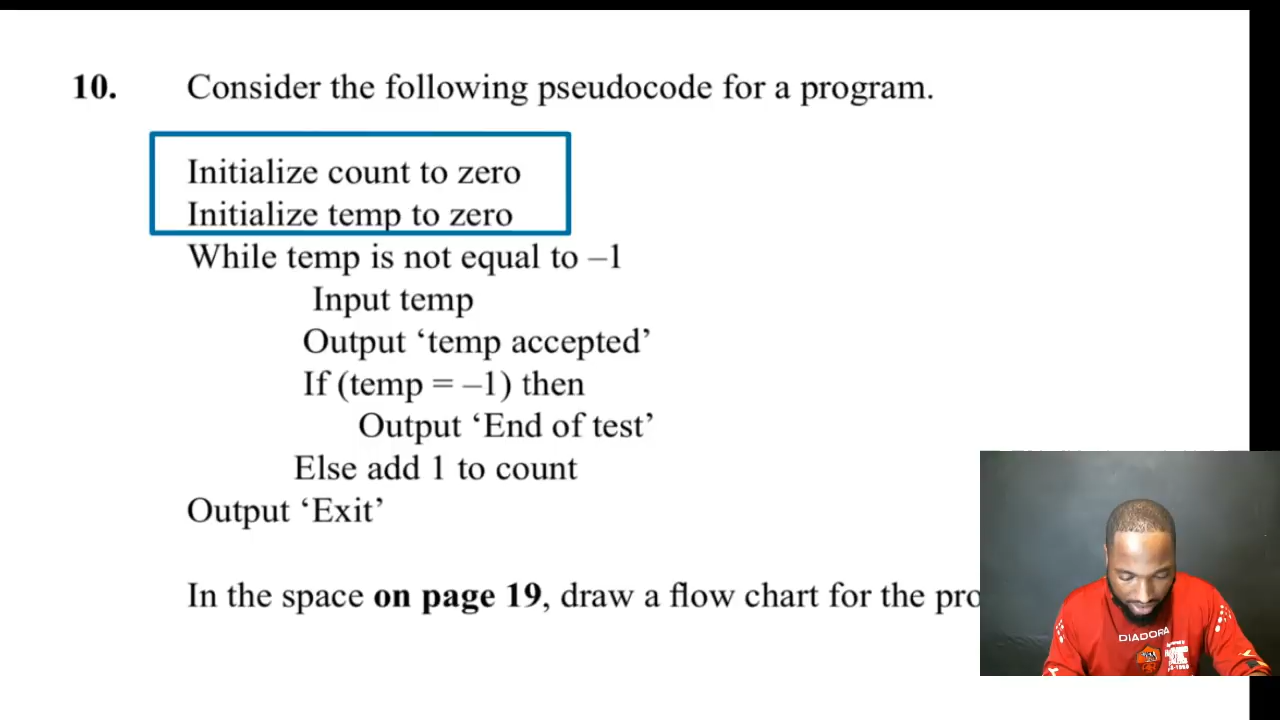 10. Consider the following pseudocode for a program.
Initialize count to zero
Initialize temp to zero
While temp is not equal to –1
Input temp
Output ‘temp accepted’
If (temp = –1) then
Output ‘End of test’
Else add 1 to count
Output ‘Exit’
In the space on page 19, draw a flow chart for the pro
DIADORA